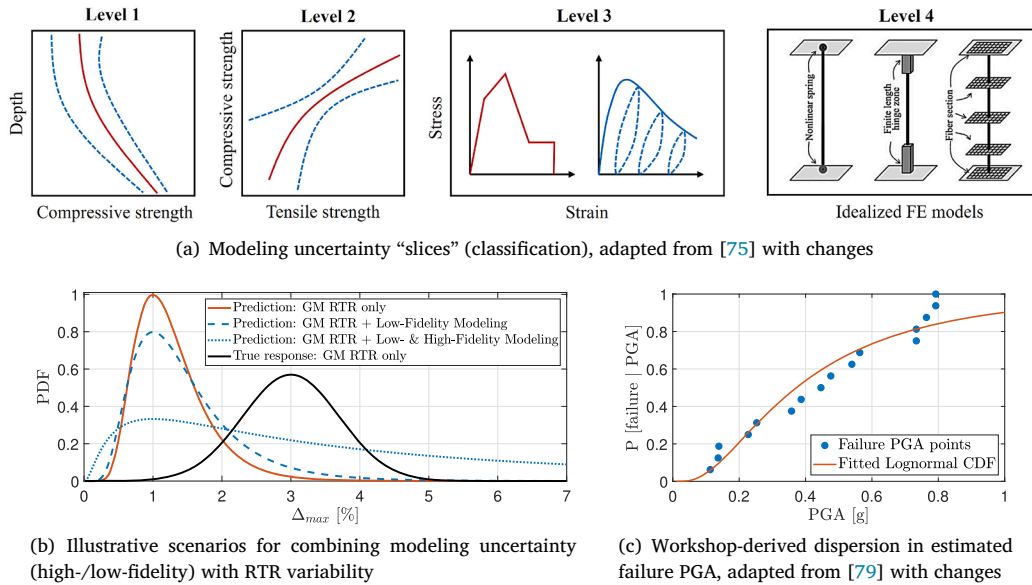 Level 1
Level 2
Level 3
Level 4
Depth
Compressive strength
Compressive strength
Tensile strength
Stress
Strain
Nonlinear spring
Finite length
hinge zone
Fiber section
Idealized FE models
(a) Modeling uncertainty “slices” (classification), adapted from [75] with changes
PDF
1
0.8
0.6
0.4
0.2
0
Prediction: GM RTR only
Prediction: GM RTR + Low-Fidelity Modeling
Prediction: GM RTR + Low- & High-Fidelity Modeling
True response: GM RTR only
0 1 2 3 4 5 6 7
Δmax [%]
(b) Illustrative scenarios for combining modeling uncertainty
(high-/low-fidelity) with RTR variability
P [failure | PGA]
1
0.8
0.6
0.4
0.2
0
Failure PGA points
Fitted Lognormal CDF
0 0.2 0.4 0.6 0.8 1
PGA [g]
(c) Workshop-derived dispersion in estimated
failure PGA, adapted from [79] with changes